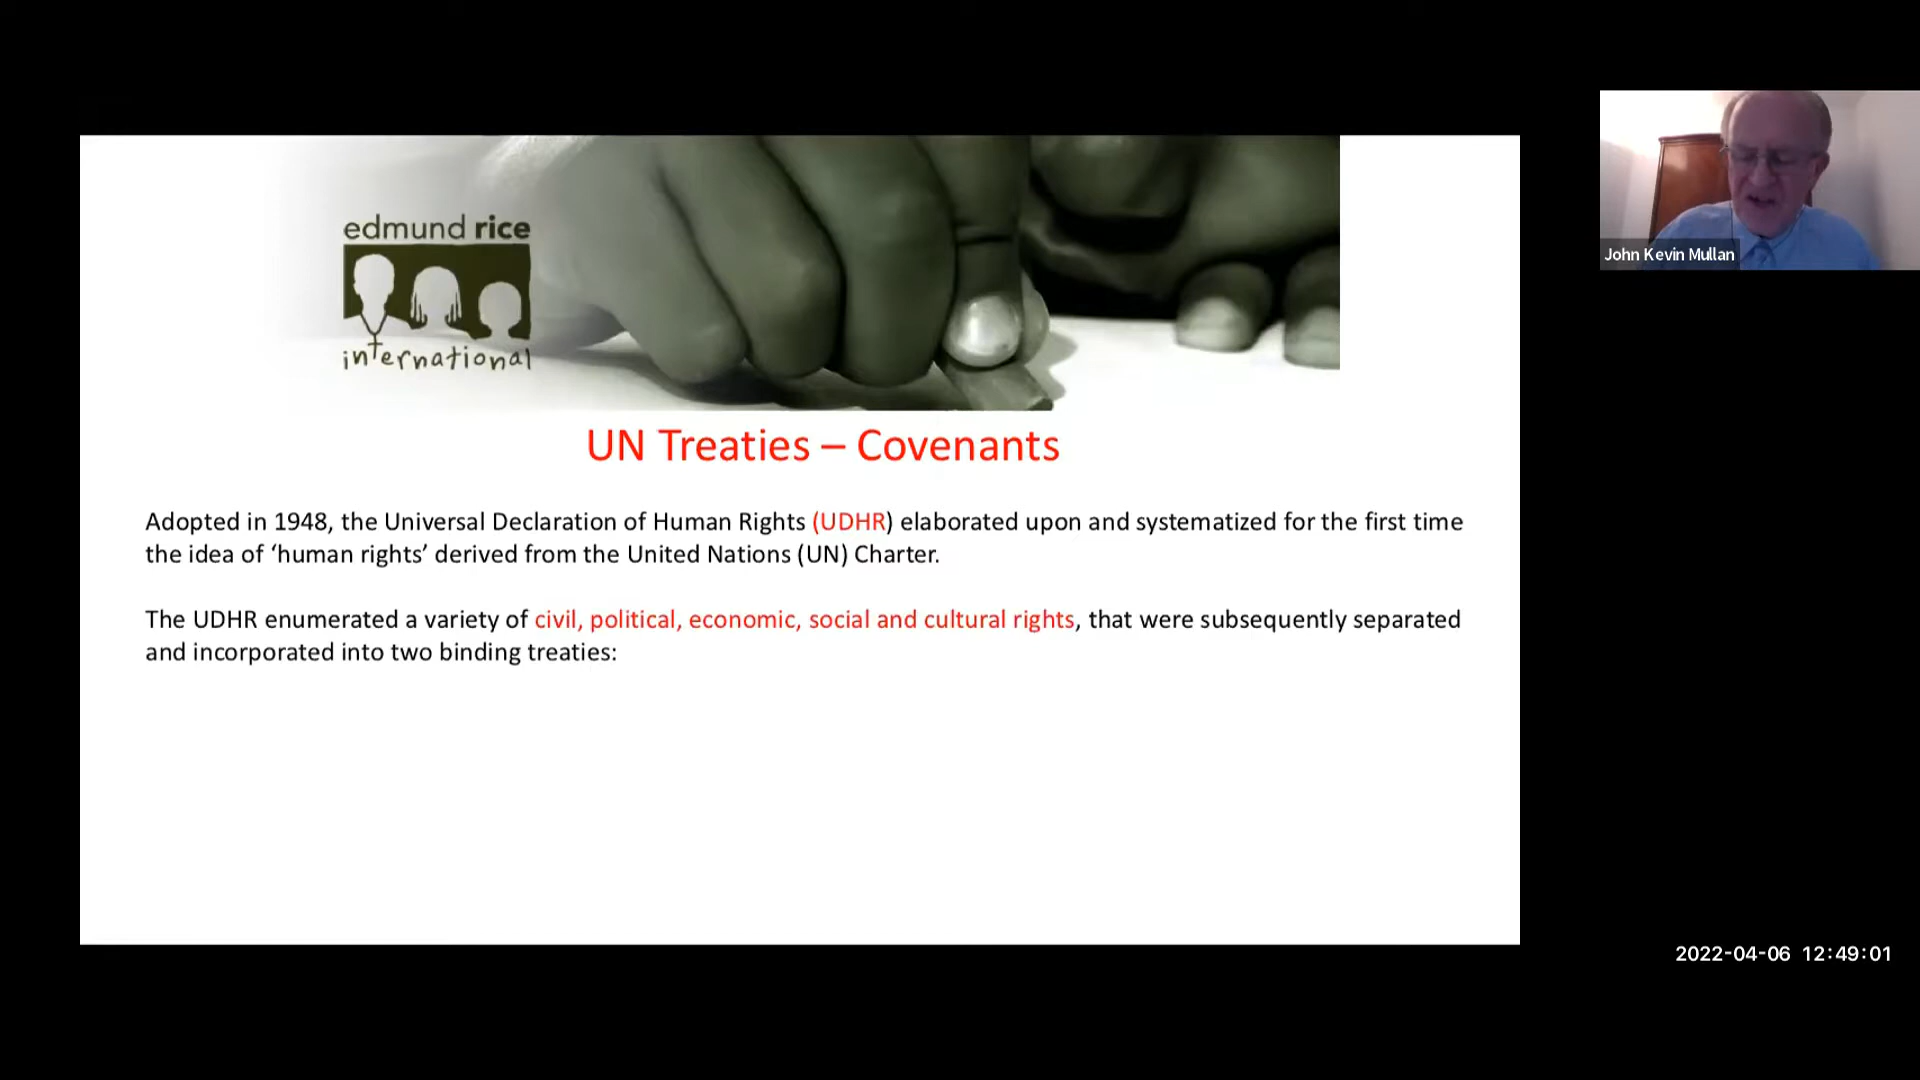 edmund rice
international
John Kevin Mullan
UN Treaties – Covenants
Adopted in 1948, the Universal Declaration of Human Rights (UDHR) elaborated upon and systematized for the first time
the idea of ‘human rights’ derived from the United Nations (UN) Charter.
The UDHR enumerated a variety of civil, political, economic, social and cultural rights, that were subsequently separated
and incorporated into two binding treaties:
2022-04-06 12:49:01